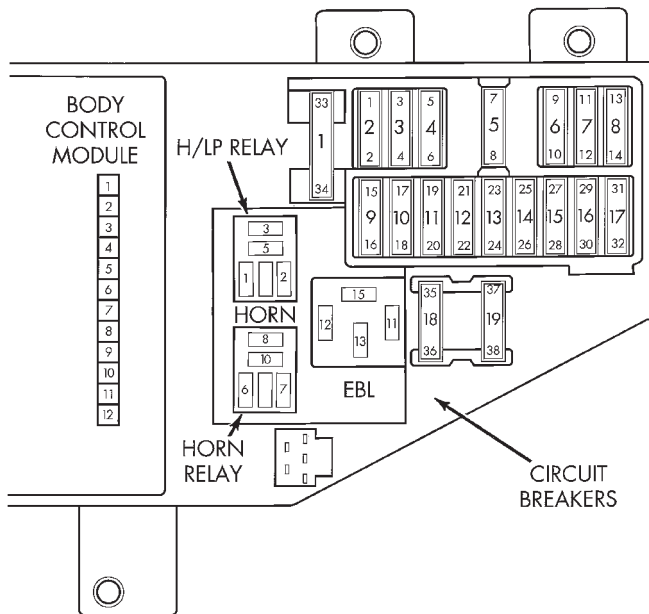 BODY
CONTROL
MODULE
1
2
3
4
5
6
7
8
9
10
11
12
H/LP RELAY
3
5
1 2
HORN
8
10
6 7
HORN
RELAY
33
1
34
1 3 5
2 3 4
2 4 6
7
5
8
9 11 13
6 7 8
10 12 14
15 17 19 21 23 25 27 29 31
9 10 11 12 13 14 15 16 17
16 18 20 22 24 26 28 30 32
15
12 11
13
EBL
35 37
18 19
36 38
CIRCUIT
BREAKERS